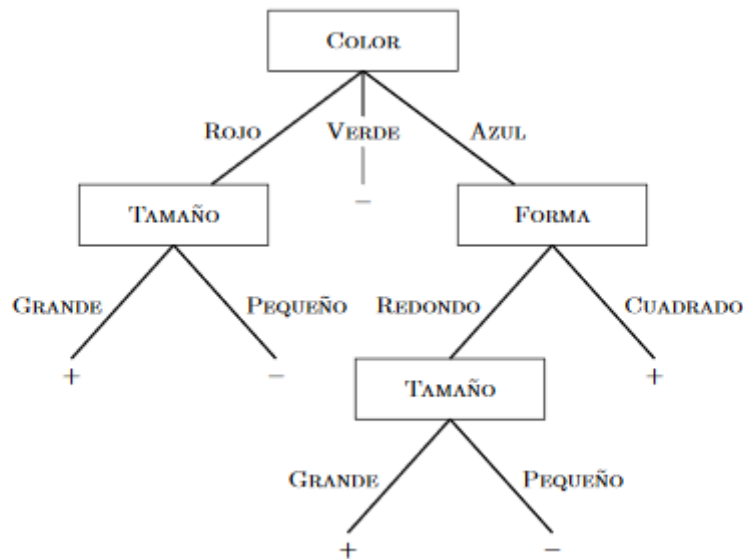 COLOR
ROJO VERDE AZUL
−
TAMAÑO FORMA
GRANDE PEQUEÑO REDONDO CUADRADO
+ − +
TAMAÑO
GRANDE PEQUEÑO
+ −